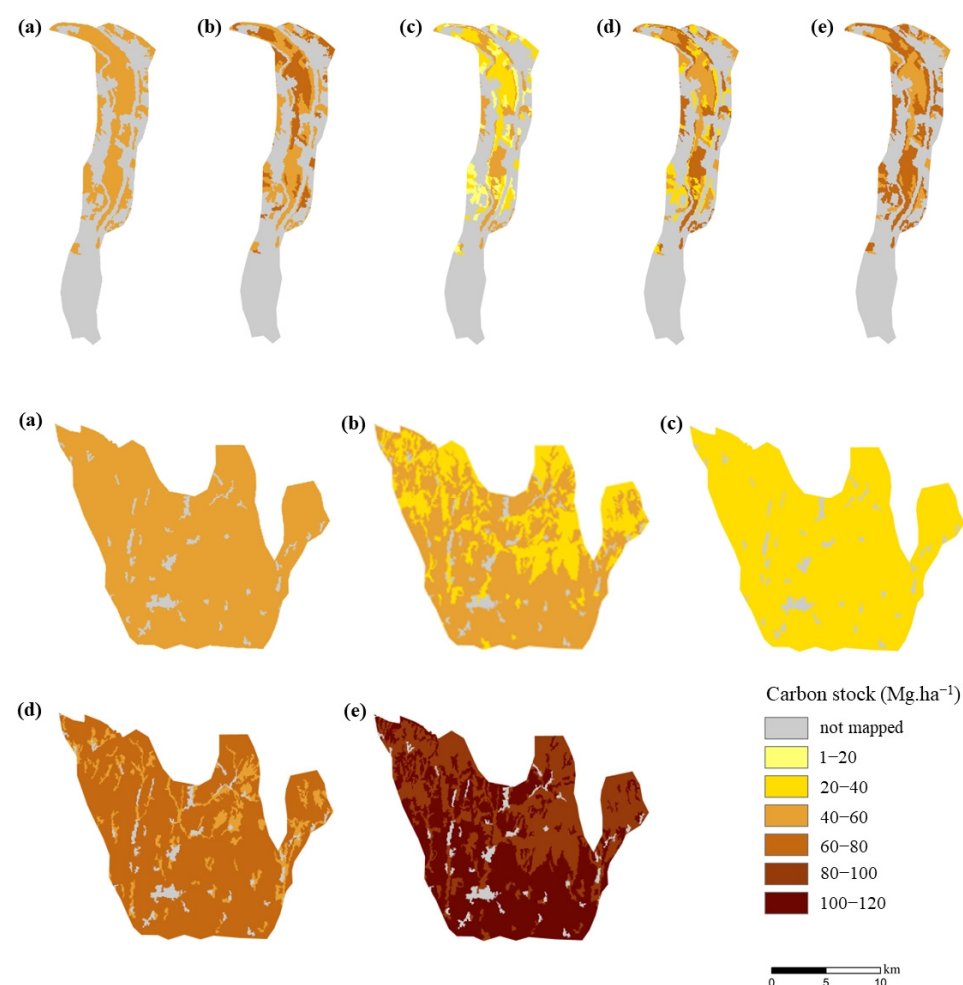 (a)
(b)
(c)
(d)
(e)
(a)
(b)
(c)
(d)
(e)
Carbon stock (Mg.ha⁻¹)
not mapped
1−20
20−40
40−60
60−80
80−100
100−120
km
0 5 10